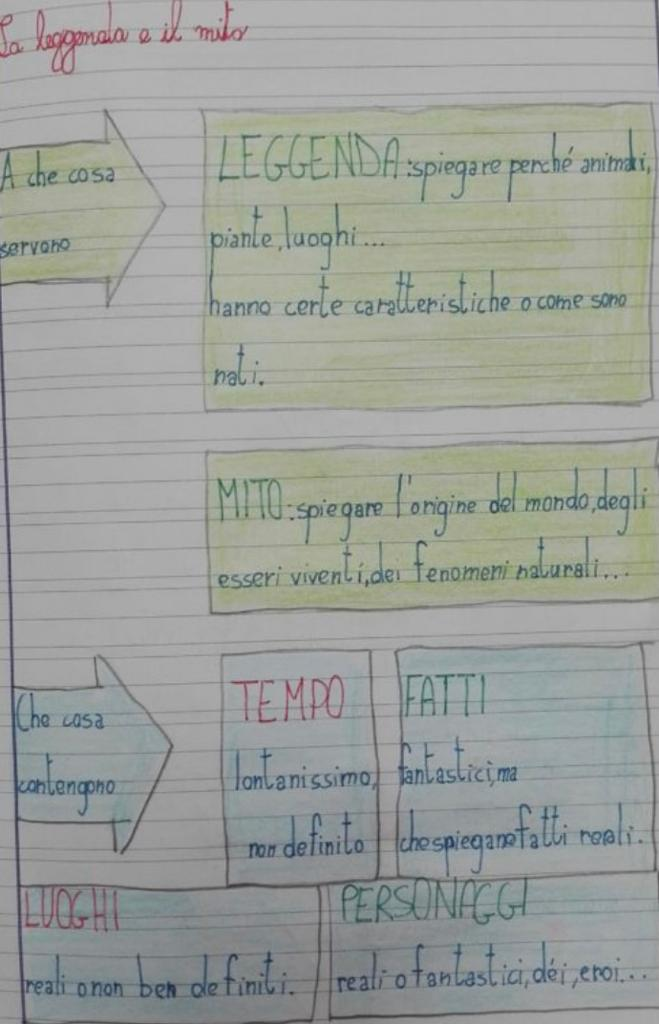 La leggenda e il mito
A che cosa
servono
LEGGENDA:spiegare perché animali,
piante,luoghi...
hanno certe caratteristiche o come sono
nati.
MITO:spiegare l'origine del mondo,degli
esseri viventi,dei fenomeni naturali...
Che cosa
contengono
TEMPO
lontanissimo,
non definito
FATTI
fantastici,ma
che spiegano fatti reali.
LUOGHI
reali o non ben definiti.
PERSONAGGI
reali o fantastici,déi,eroi...